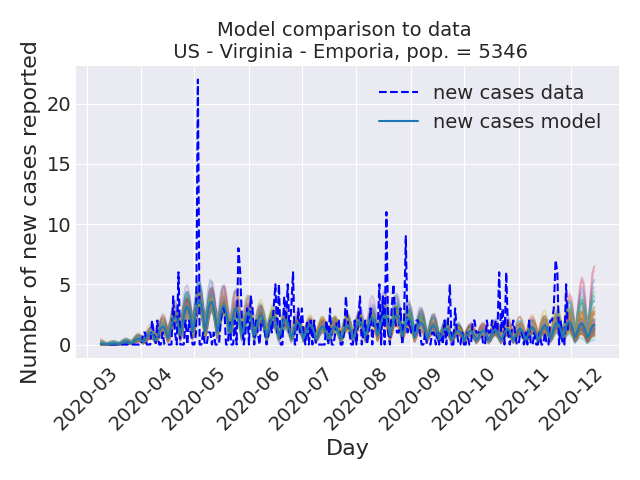 Model comparison to data
US - Virginia - Emporia, pop. = 5346
Number of new cases reported
20
15
10
5
0
new cases data
new cases model
2020-03
2020-04
2020-05
2020-06
2020-07
2020-08
2020-09
2020-10
2020-11
2020-12
Day